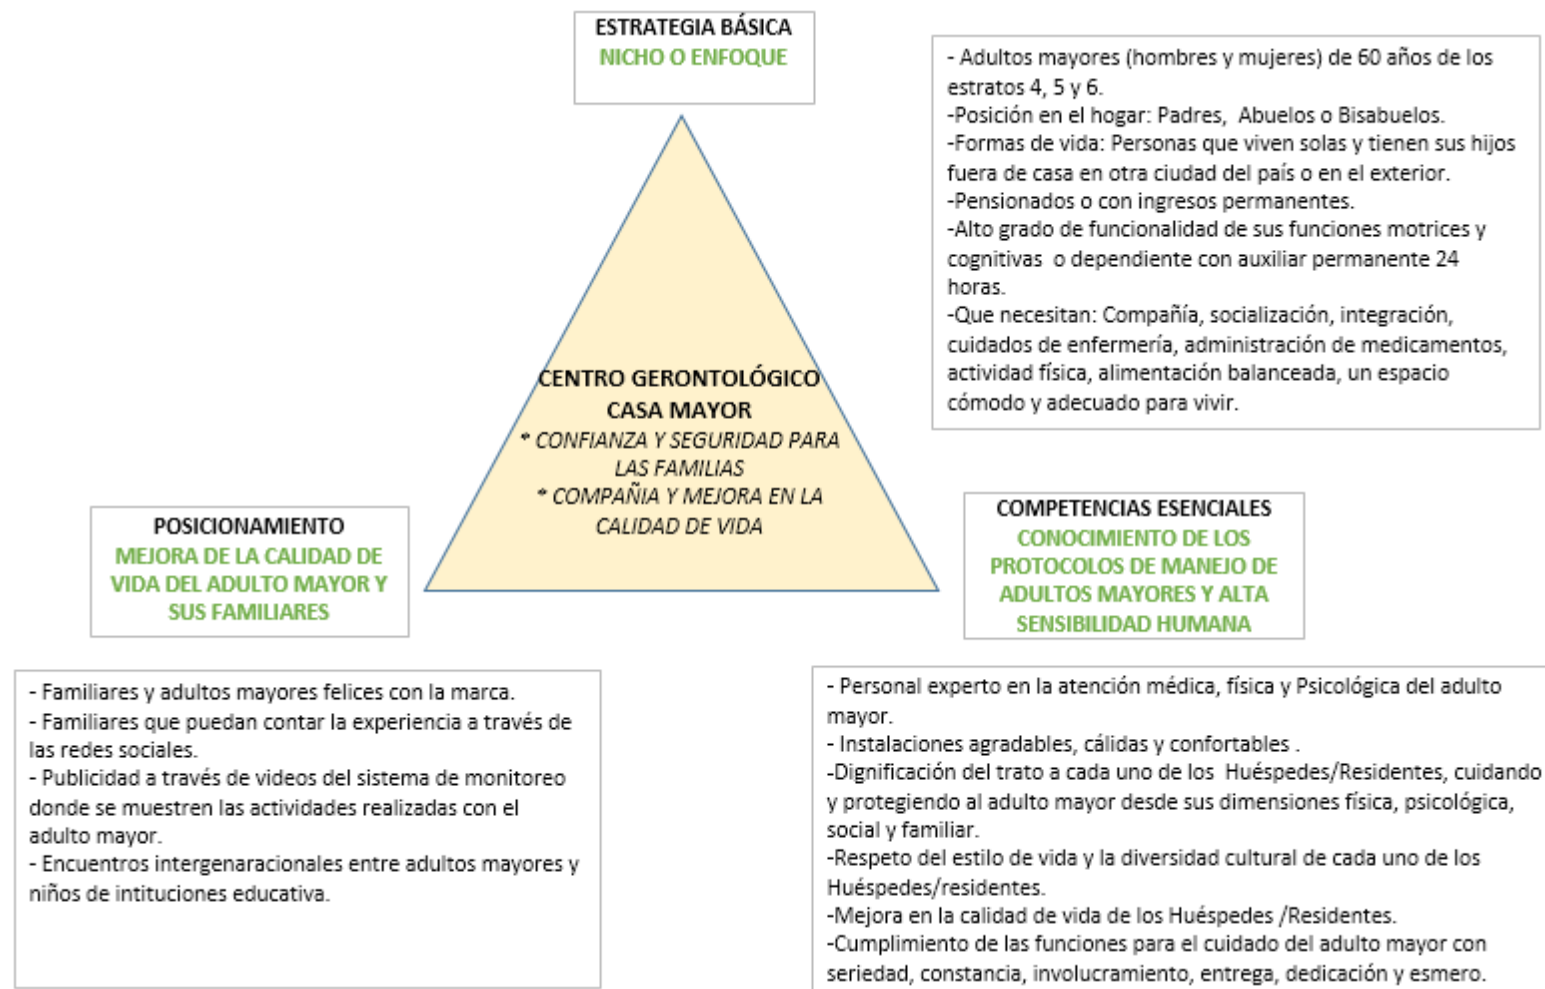 ESTRATEGIA BÁSICA
NICHO O ENFOQUE
- Adultos mayores (hombres y mujeres) de 60 años de los
estratos 4, 5 y 6.
-Posición en el hogar: Padres, Abuelos o Bisabuelos.
-Formas de vida: Personas que viven solas y tienen sus hijos
fuera de casa en otra ciudad del país o en el exterior.
-Pensionados o con ingresos permanentes.
-Alto grado de funcionalidad de sus funciones motrices y
cognitivas o dependiente con auxiliar permanente 24
horas.
-Que necesitan: Compañía, socialización, integración,
cuidados de enfermería, administración de medicamentos,
actividad física, alimentación balanceada, un espacio
cómodo y adecuado para vivir.
CENTRO GERONTOLÓGICO
CASA MAYOR
* CONFIANZA Y SEGURIDAD PARA
LAS FAMILIAS
* COMPAÑIA Y MEJORA EN LA
CALIDAD DE VIDA
POSICIONAMIENTO
MEJORA DE LA CALIDAD DE
VIDA DEL ADULTO MAYOR Y
SUS FAMILIARES
COMPETENCIAS ESENCIALES
CONOCIMIENTO DE LOS
PROTOCOLOS DE MANEJO DE
ADULTOS MAYORES Y ALTA
SENSIBILIDAD HUMANA
- Familiares y adultos mayores felices con la marca.
- Familiares que puedan contar la experiencia a través de
las redes sociales.
- Publicidad a través de videos del sistema de monitoreo
donde se muestren las actividades realizadas con el
adulto mayor.
- Encuentros intergenaracionales entre adultos mayores y
niños de intituciones educativa.
- Personal experto en la atención médica, física y Psicológica del adulto
mayor.
- Instalaciones agradables, cálidas y confortables .
-Dignificación del trato a cada uno de los Huéspedes/Residentes, cuidando
y protegiendo al adulto mayor desde sus dimensiones física, psicológica,
social y familiar.
-Respeto del estilo de vida y la diversidad cultural de cada uno de los
Huéspedes/residentes.
-Mejora en la calidad de vida de los Huéspedes /Residentes.
-Cumplimiento de las funciones para el cuidado del adulto mayor con
seriedad, constancia, involucramiento, entrega, dedicación y esmero.